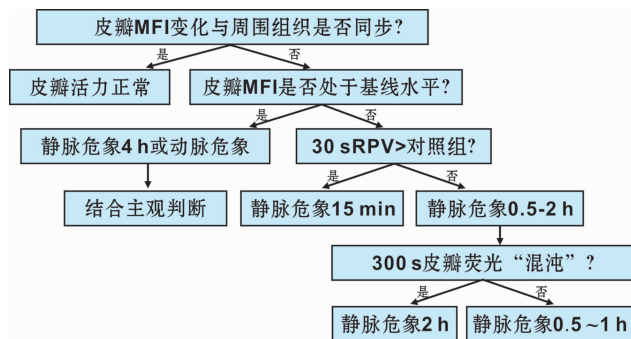 皮瓣MFI变化与周围组织是否同步？
是
否
皮瓣活力正常
皮瓣MFI是否处于基线水平？
是
否
静脉危象4 h或动脉危象
30 sRPV>对照组？
是
否
结合主观判断
静脉危象15 min
静脉危象0.5-2 h
300 s皮瓣荧光“混沌”？
是
否
静脉危象2 h
静脉危象0.5~1 h